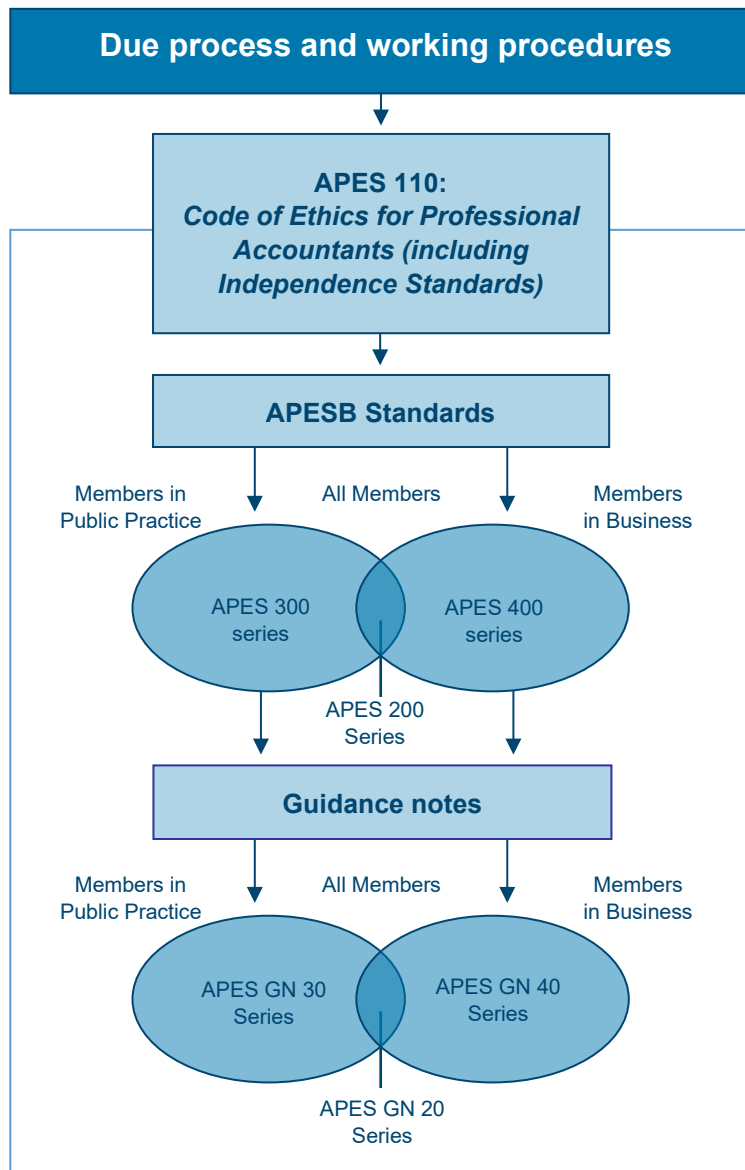 Due process and working procedures
APES 110:
Code of Ethics for Professional
Accountants (including
Independence Standards)
APESB Standards
Members in
Public Practice
All Members
Members
in Business
APES 300
series
APES 400
series
APES 200
Series
Guidance notes
Members in
Public Practice
All Members
Members
in Business
APES GN 30
Series
APES GN 40
Series
APES GN 20
Series